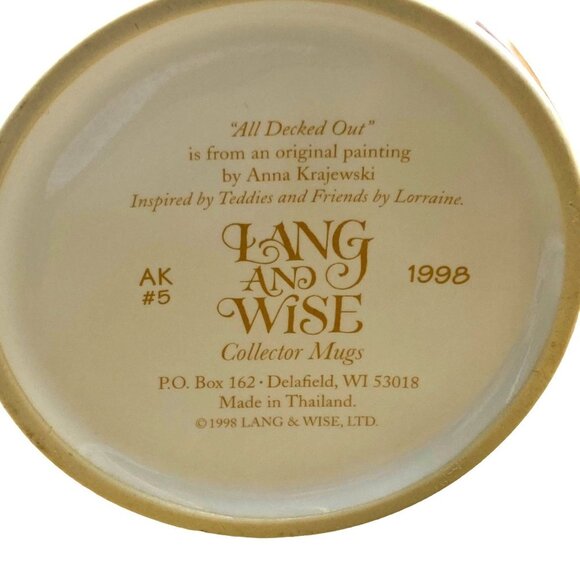 "All Decked Out"
is from an original painting
by Anna Krajewski
Inspired by Teddies and Friends by Lorraine.
LANG
AND
WISE
AK
#5
1998
Collector Mugs
P.O. Box 162 · Delafield, WI 53018
Made in Thailand.
©1998 LANG & WISE, LTD.